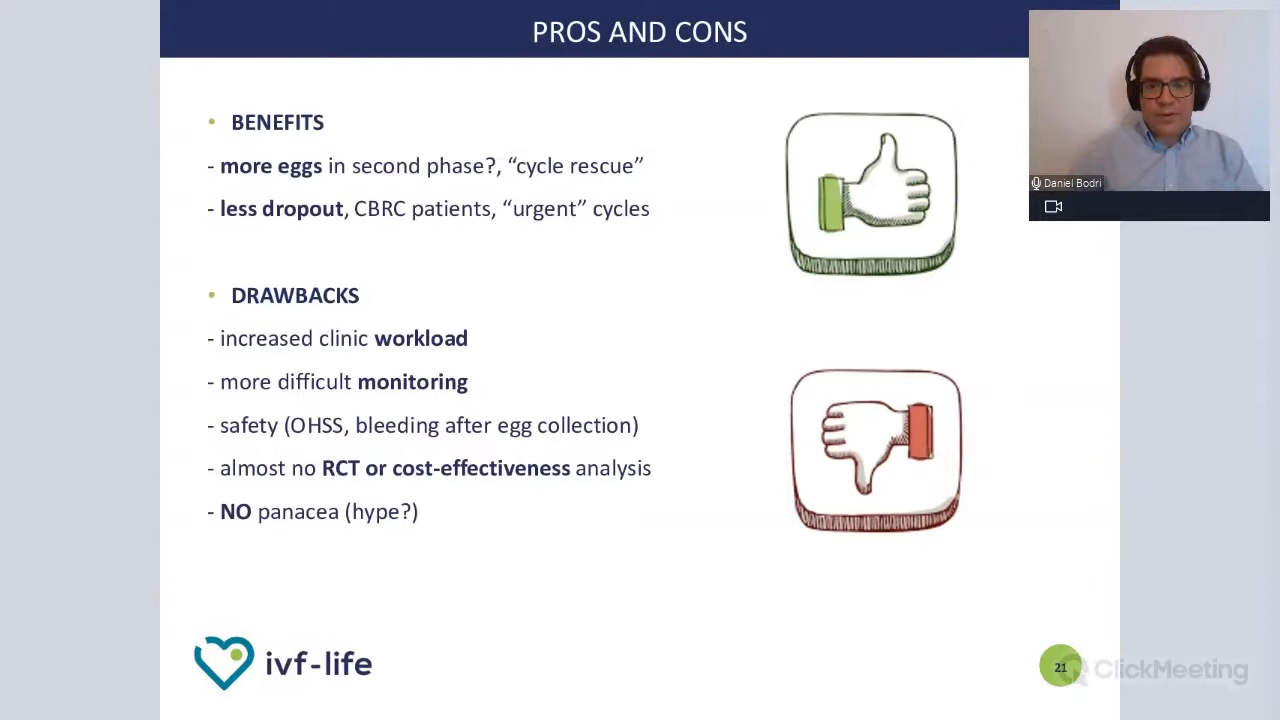 PROS AND CONS
• BENEFITS
- more eggs in second phase?, “cycle rescue”
- less dropout, CBRC patients, “urgent” cycles
• DRAWBACKS
- increased clinic workload
- more difficult monitoring
- safety (OHSS, bleeding after egg collection)
- almost no RCT or cost-effectiveness analysis
- NO panacea (hype?)
Daniel Bodri
ivf-life
21
ClickMeeting